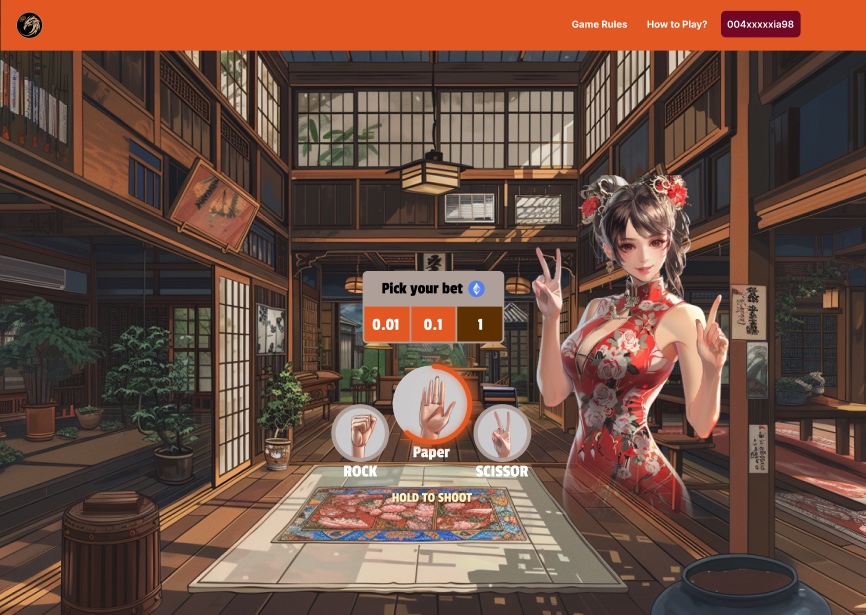 Game Rules
How to Play?
004xxxxxia98
Pick your bet
0.01
0.1
1
Paper
ROCK
SCISSOR
HOLD TO SHOOT